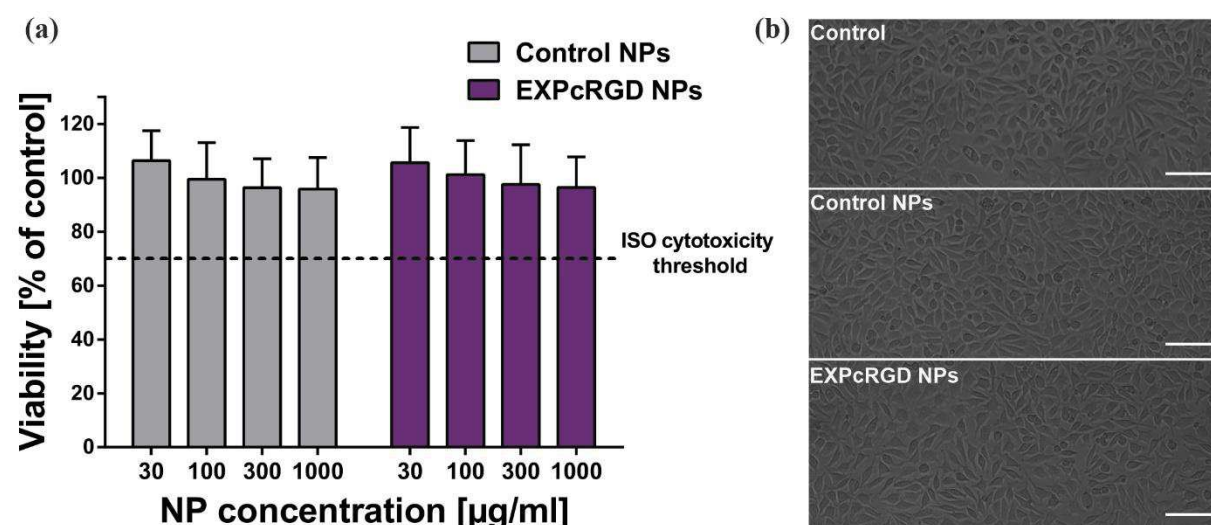 (a)
Control NPs
EXPcRGD NPs
Viability [% of control]
120
100
80
60
40
20
0
ISO cytotoxicity
threshold
30 100 300 1000 30 100 300 1000
NP concentration [µg/ml]
(b)
Control
Control NPs
EXPcRGD NPs